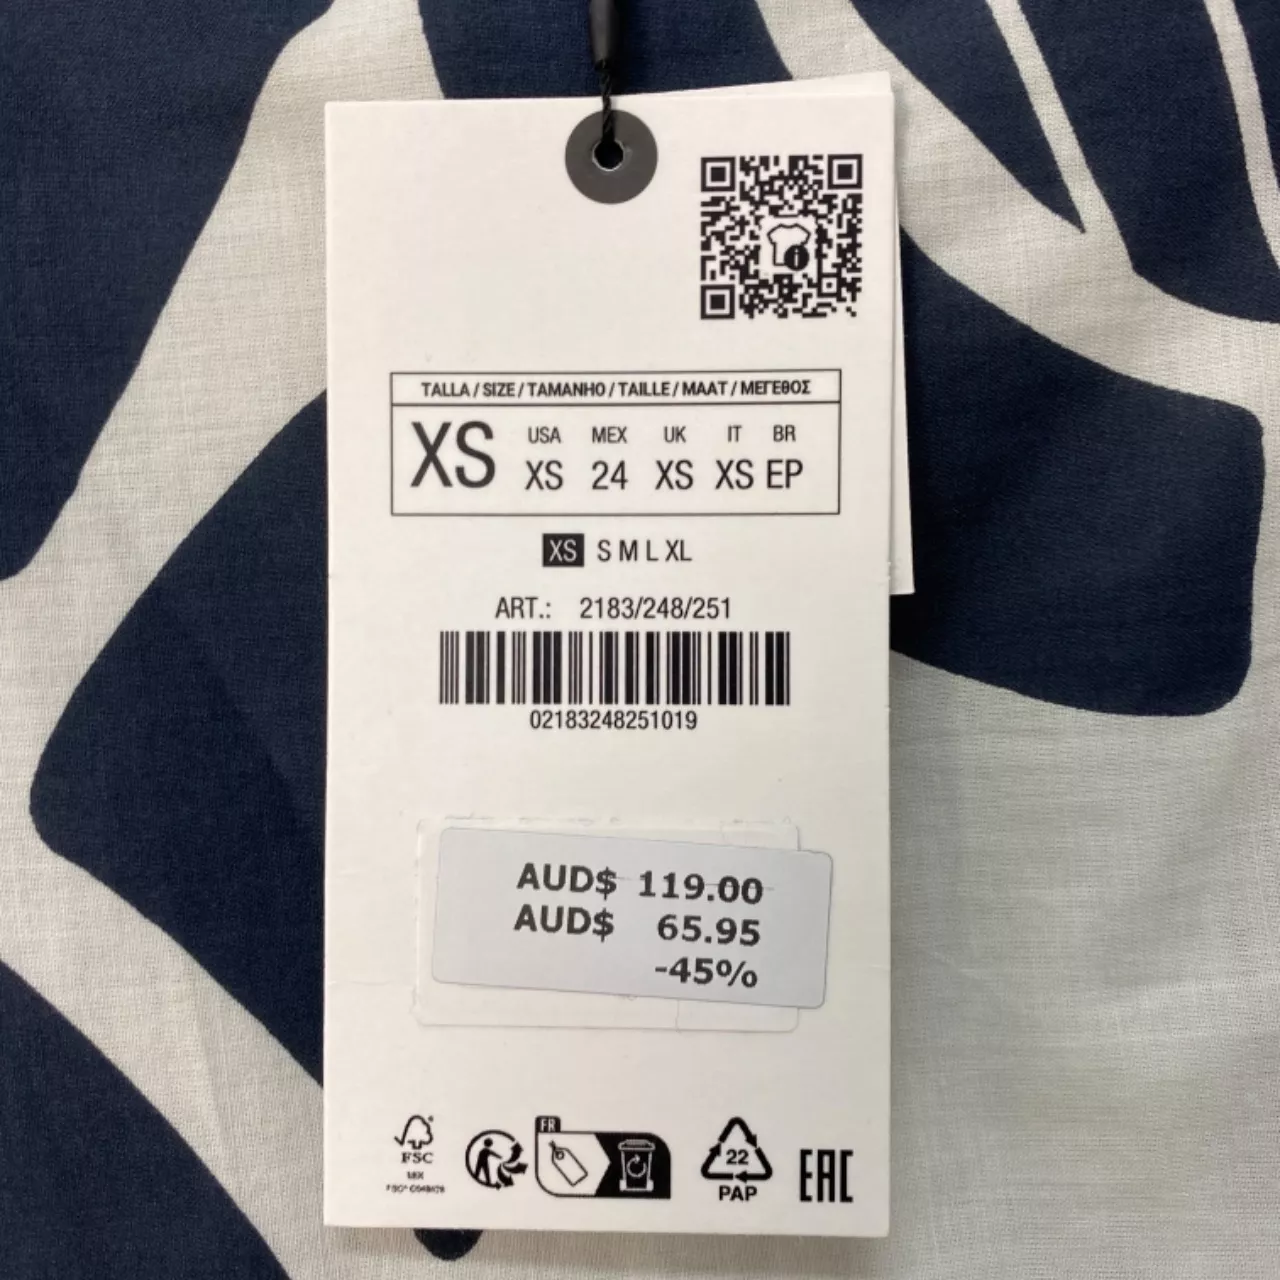 TALLA / SIZE / TAMANHO / TAILLE / MAAT / ΜΕΓΕΘΟΣ
XS
USA MEX UK IT BR
XS 24 XS XS EP
XS S M L XL
ART.: 2183/248/251
02183248251019
AUD$ 119.00
AUD$ 65.95
-45%
FR
FSC
MIX
22
PAP
EAC